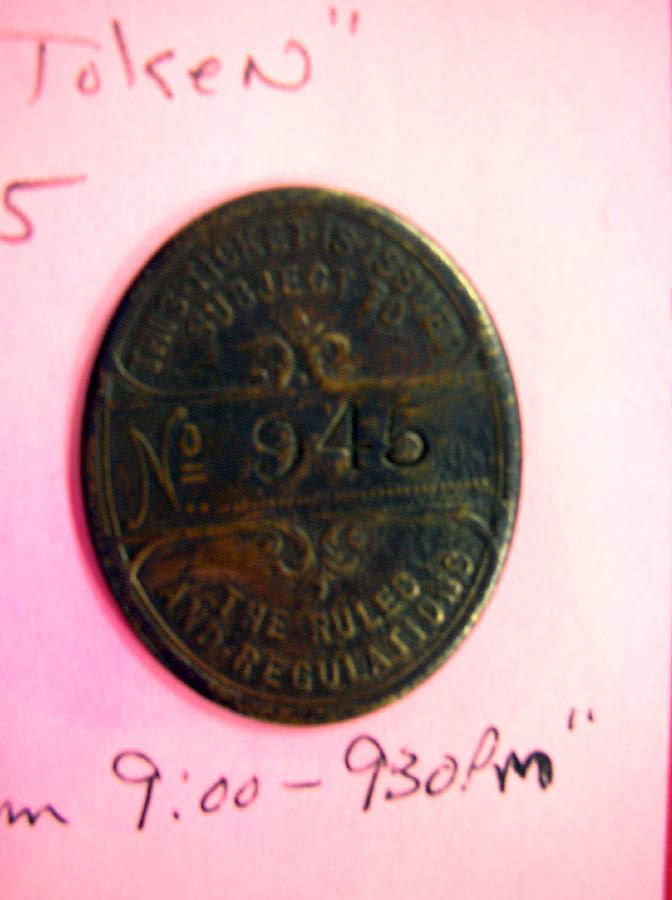 Token"
5
THIS·TICKET·IS·ISSUED
SUBJECT TO
No 945
THE RULES
AND·REGULATIONS
m 9:00 - 930Pm"